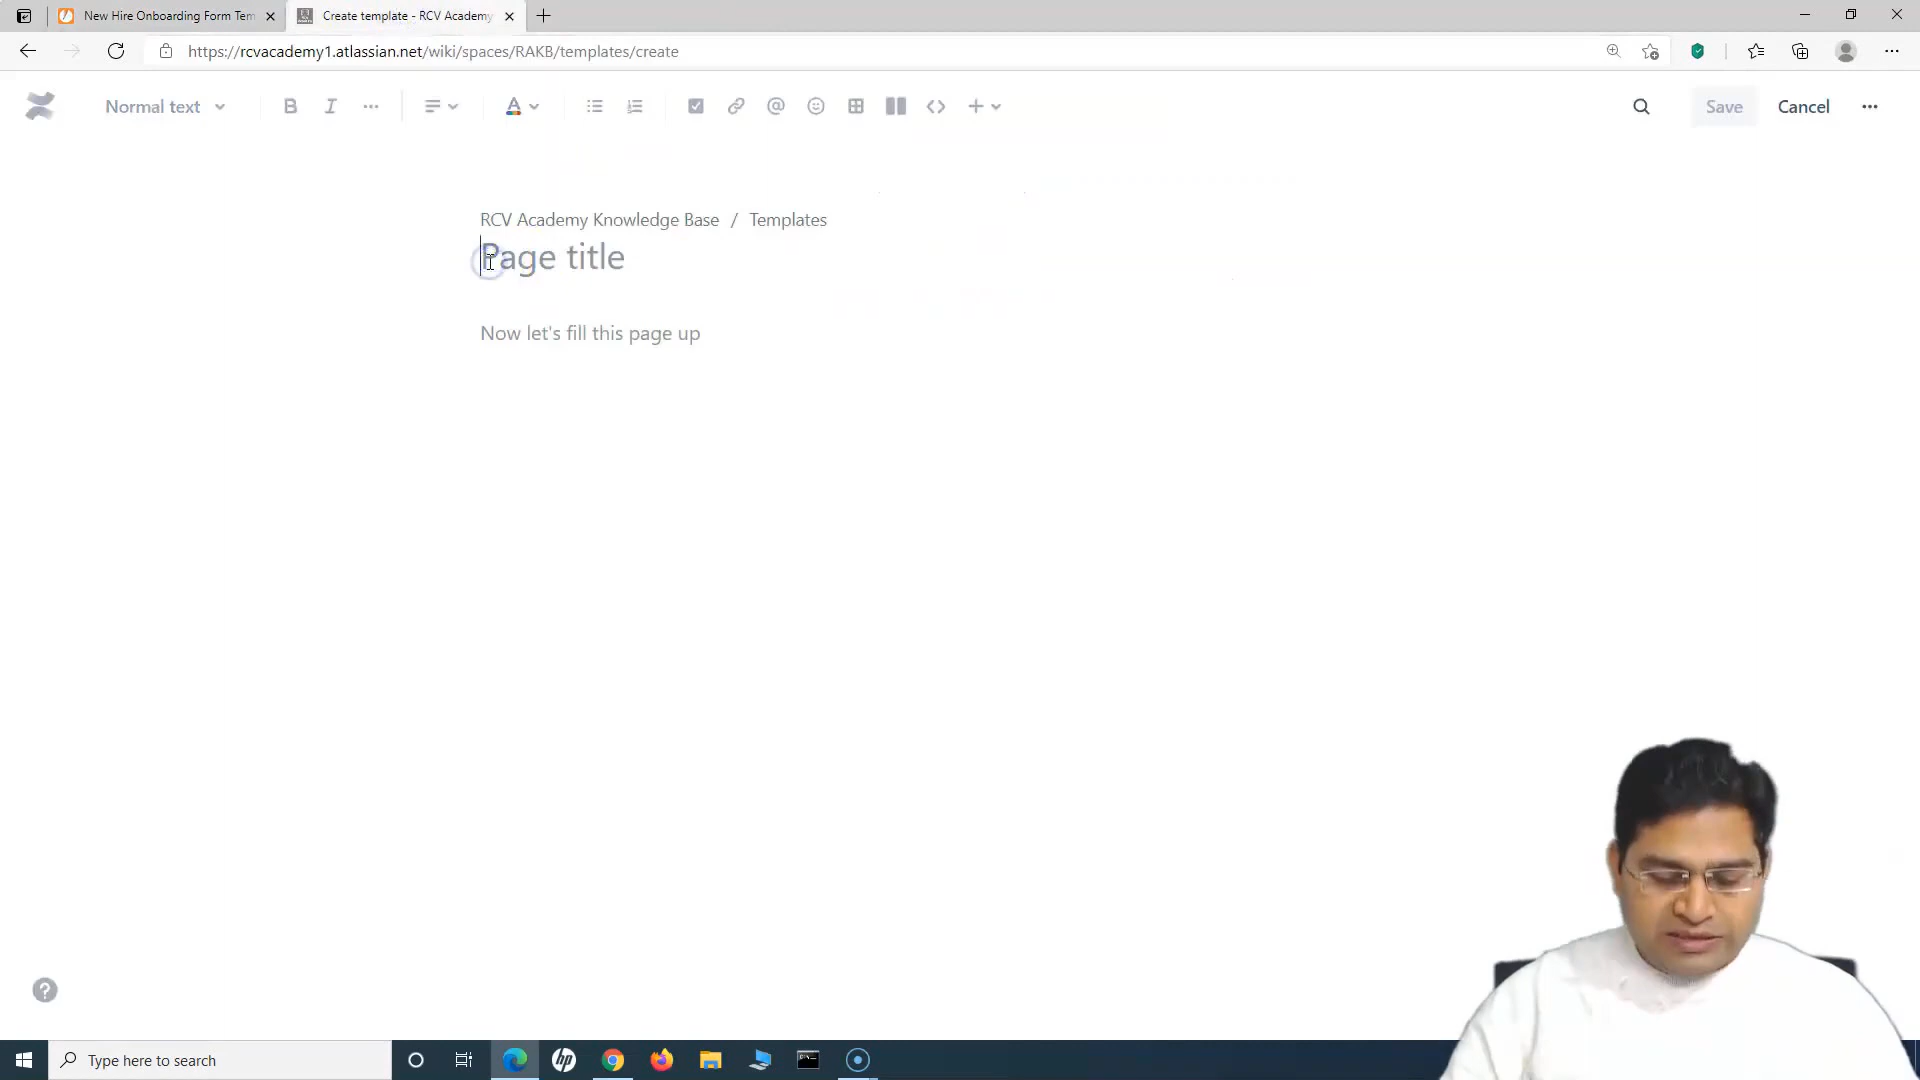 New Hire Onboarding Form Tem
Create template - RCV Academy
https://rcvacademy1.atlassian.net/wiki/spaces/RAKB/templates/create
Normal text
B
I
A
Save
Cancel
RCV Academy Knowledge Base / Templates
Page title
Now let's fill this page up
?
Type here to search
hp